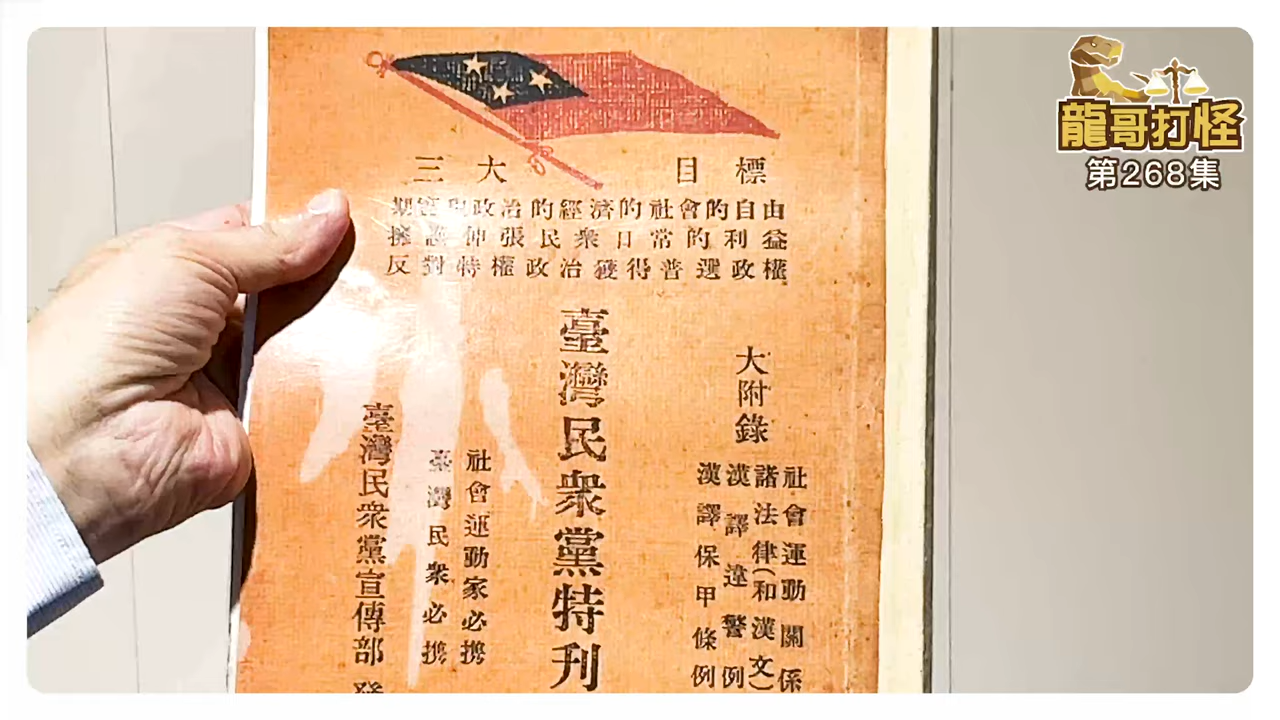 龍哥打怪
第268集
三大目標
期實現政治的經濟的社會的自由
擁護伸張民衆日常的利益
反對特權政治獲得普選政權
大附錄
社會運動關係
諸法律(和漢文)
漢譯違警例
漢譯保甲條例
臺灣民衆黨特刊
社會運動家必携
臺灣民衆必携
臺灣民衆黨宣傳部